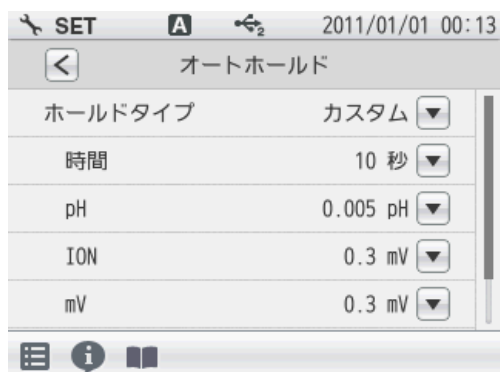 SET A 2 2011/01/01 00:13
オートホールド
ホールドタイプ カスタム
時間 10 秒
pH 0.005 pH
ION 0.3 mV
mV 0.3 mV